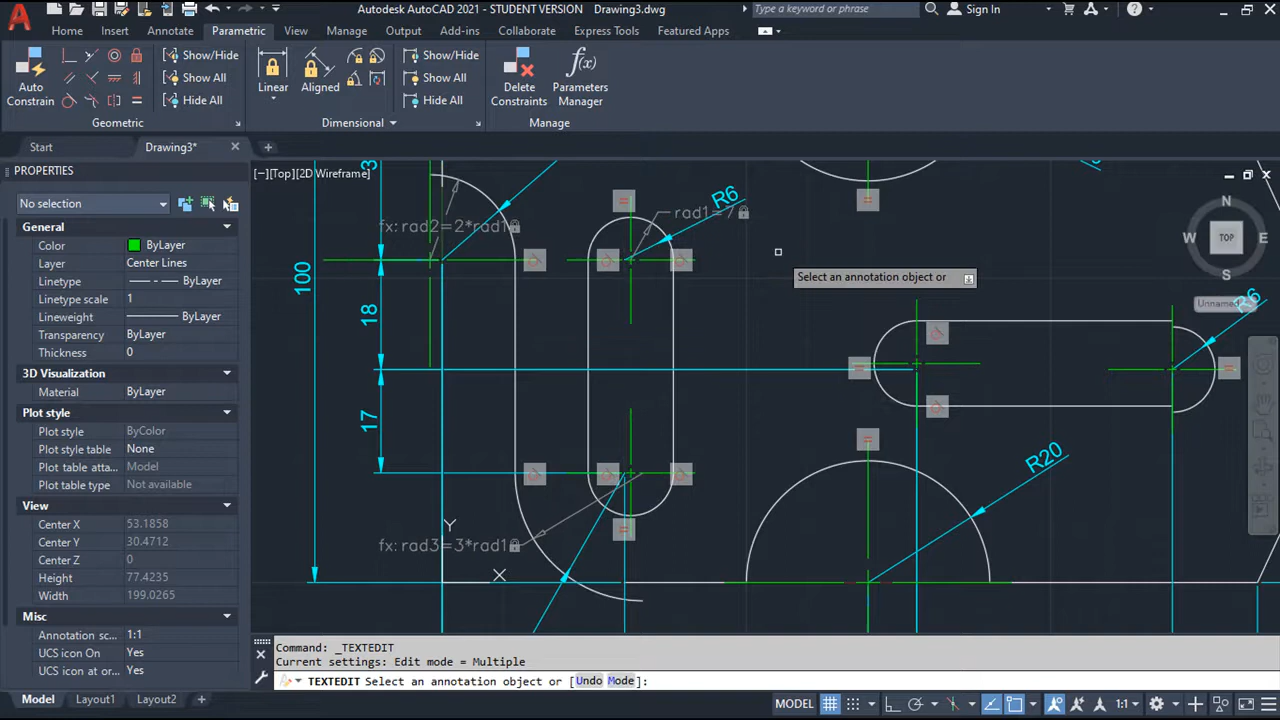 Autodesk AutoCAD 2021 - STUDENT VERSION Drawing3.dwg
Type a keyword or phrase
Sign In
Home Insert Annotate Parametric View Manage Output Add-ins Collaborate Express Tools Featured Apps
Auto Constrain
Show/Hide
Show All
Hide All
Geometric
Linear
Aligned
Show/Hide
Show All
Hide All
Dimensional
Delete Constraints
Parameters Manager
f(x)
Manage
Start
Drawing3*
PROPERTIES
No selection
General
Color ByLayer
Layer Center Lines
Linetype ByLayer
Linetype scale 1
Lineweight ByLayer
Transparency ByLayer
Thickness 0
3D Visualization
Material ByLayer
Plot style
Plot style ByColor
Plot style table None
Plot table atta... Model
Plot table type Not available
View
Center X 53.1858
Center Y 30.4712
Center Z 0
Height 77.4235
Width 199.0265
Misc
Annotation sc... 1:1
UCS icon On Yes
UCS icon at or... Yes
[−][Top][2D Wireframe]
N
W
TOP
E
S
Unnamed
R6
fx: rad2=2*rad1
rad1=7
100
18
17
Select an annotation object or
R6
R20
fx: rad3=3*rad1
Y
X
Command: _TEXTEDIT
Current settings: Edit mode = Multiple
TEXTEDIT Select an annotation object or [Undo Mode]:
Model Layout1 Layout2
MODEL
1:1